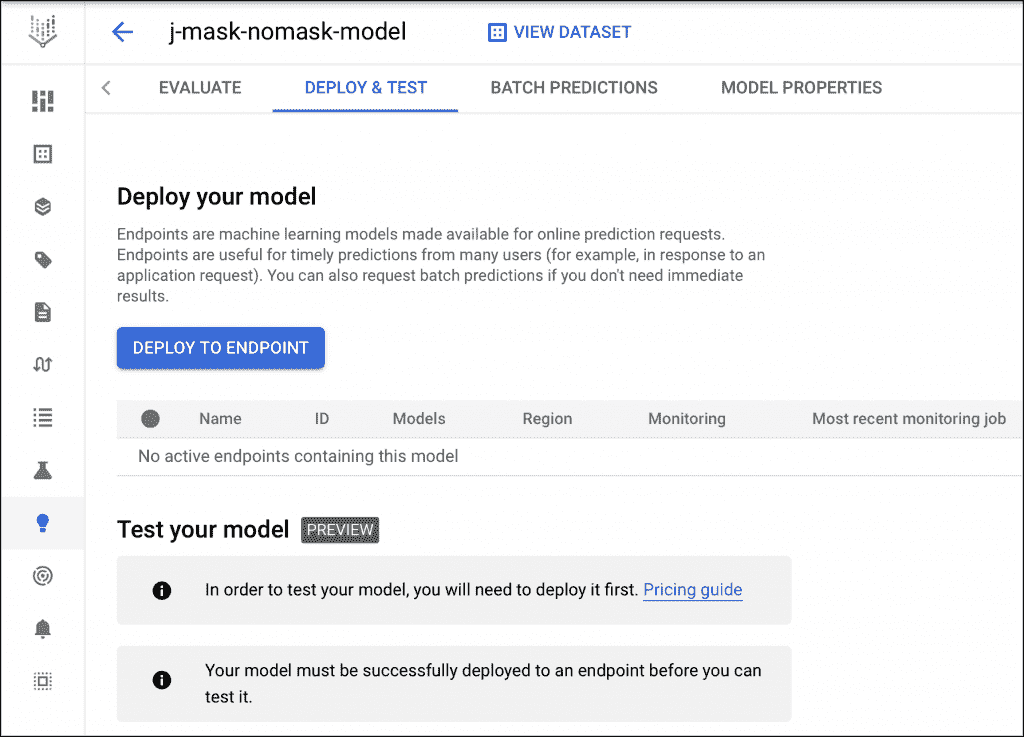 j-mask-nomask-model VIEW DATASET
EVALUATE DEPLOY & TEST BATCH PREDICTIONS MODEL PROPERTIES
Deploy your model
Endpoints are machine learning models made available for online prediction requests.
Endpoints are useful for timely predictions from many users (for example, in response to an
application request). You can also request batch predictions if you don't need immediate
results.
DEPLOY TO ENDPOINT
Name ID Models Region Monitoring Most recent monitoring job
No active endpoints containing this model
Test your model PREVIEW
In order to test your model, you will need to deploy it first. Pricing guide
Your model must be successfully deployed to an endpoint before you can
test it.